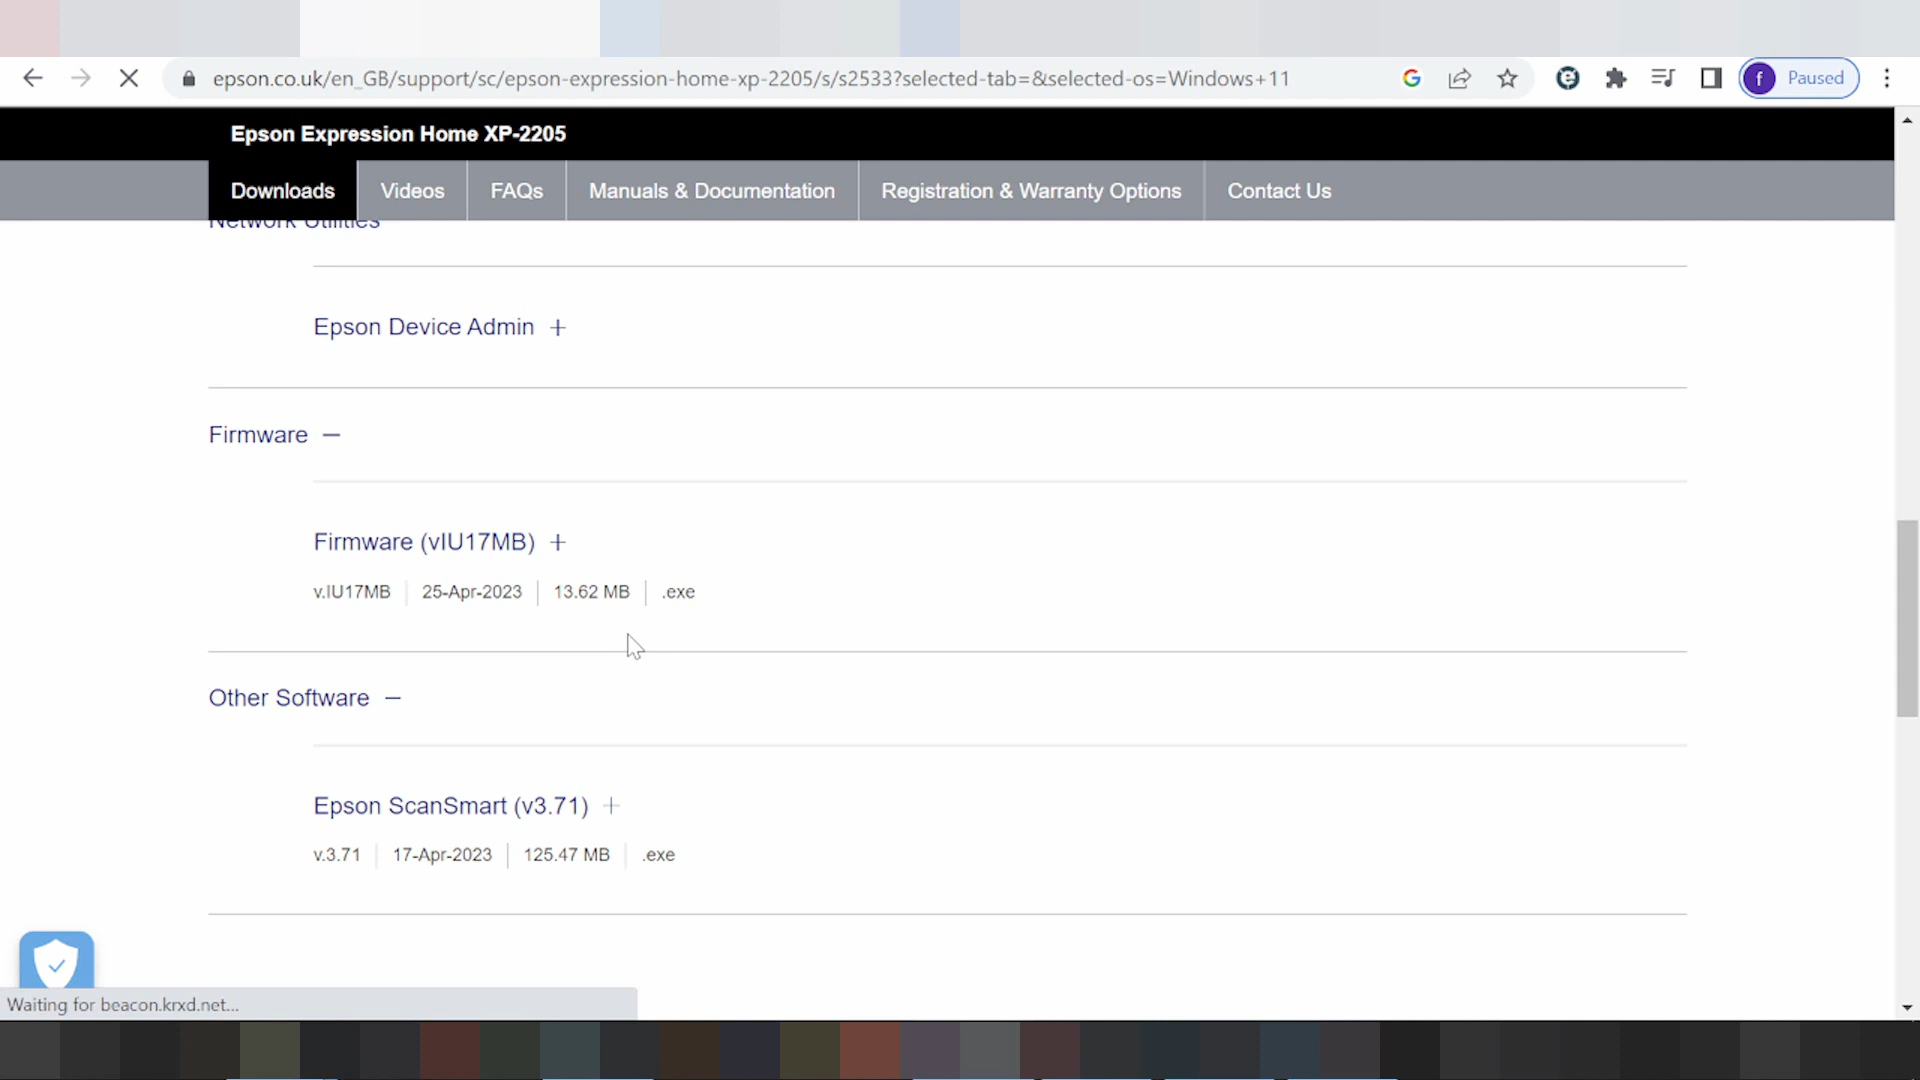 epson.co.uk/en_GB/support/sc/epson-expression-home-xp-2205/s/s2533?selected-tab=&selected-os=Windows+11
f Paused
Epson Expression Home XP-2205
Downloads Videos FAQs Manuals & Documentation Registration & Warranty Options Contact Us
Network Utilities
Epson Device Admin +
Firmware —
Firmware (vIU17MB) +
v.IU17MB 25-Apr-2023 13.62 MB .exe
Other Software —
Epson ScanSmart (v3.71) +
v.3.71 17-Apr-2023 125.47 MB .exe
Waiting for beacon.krxd.net...